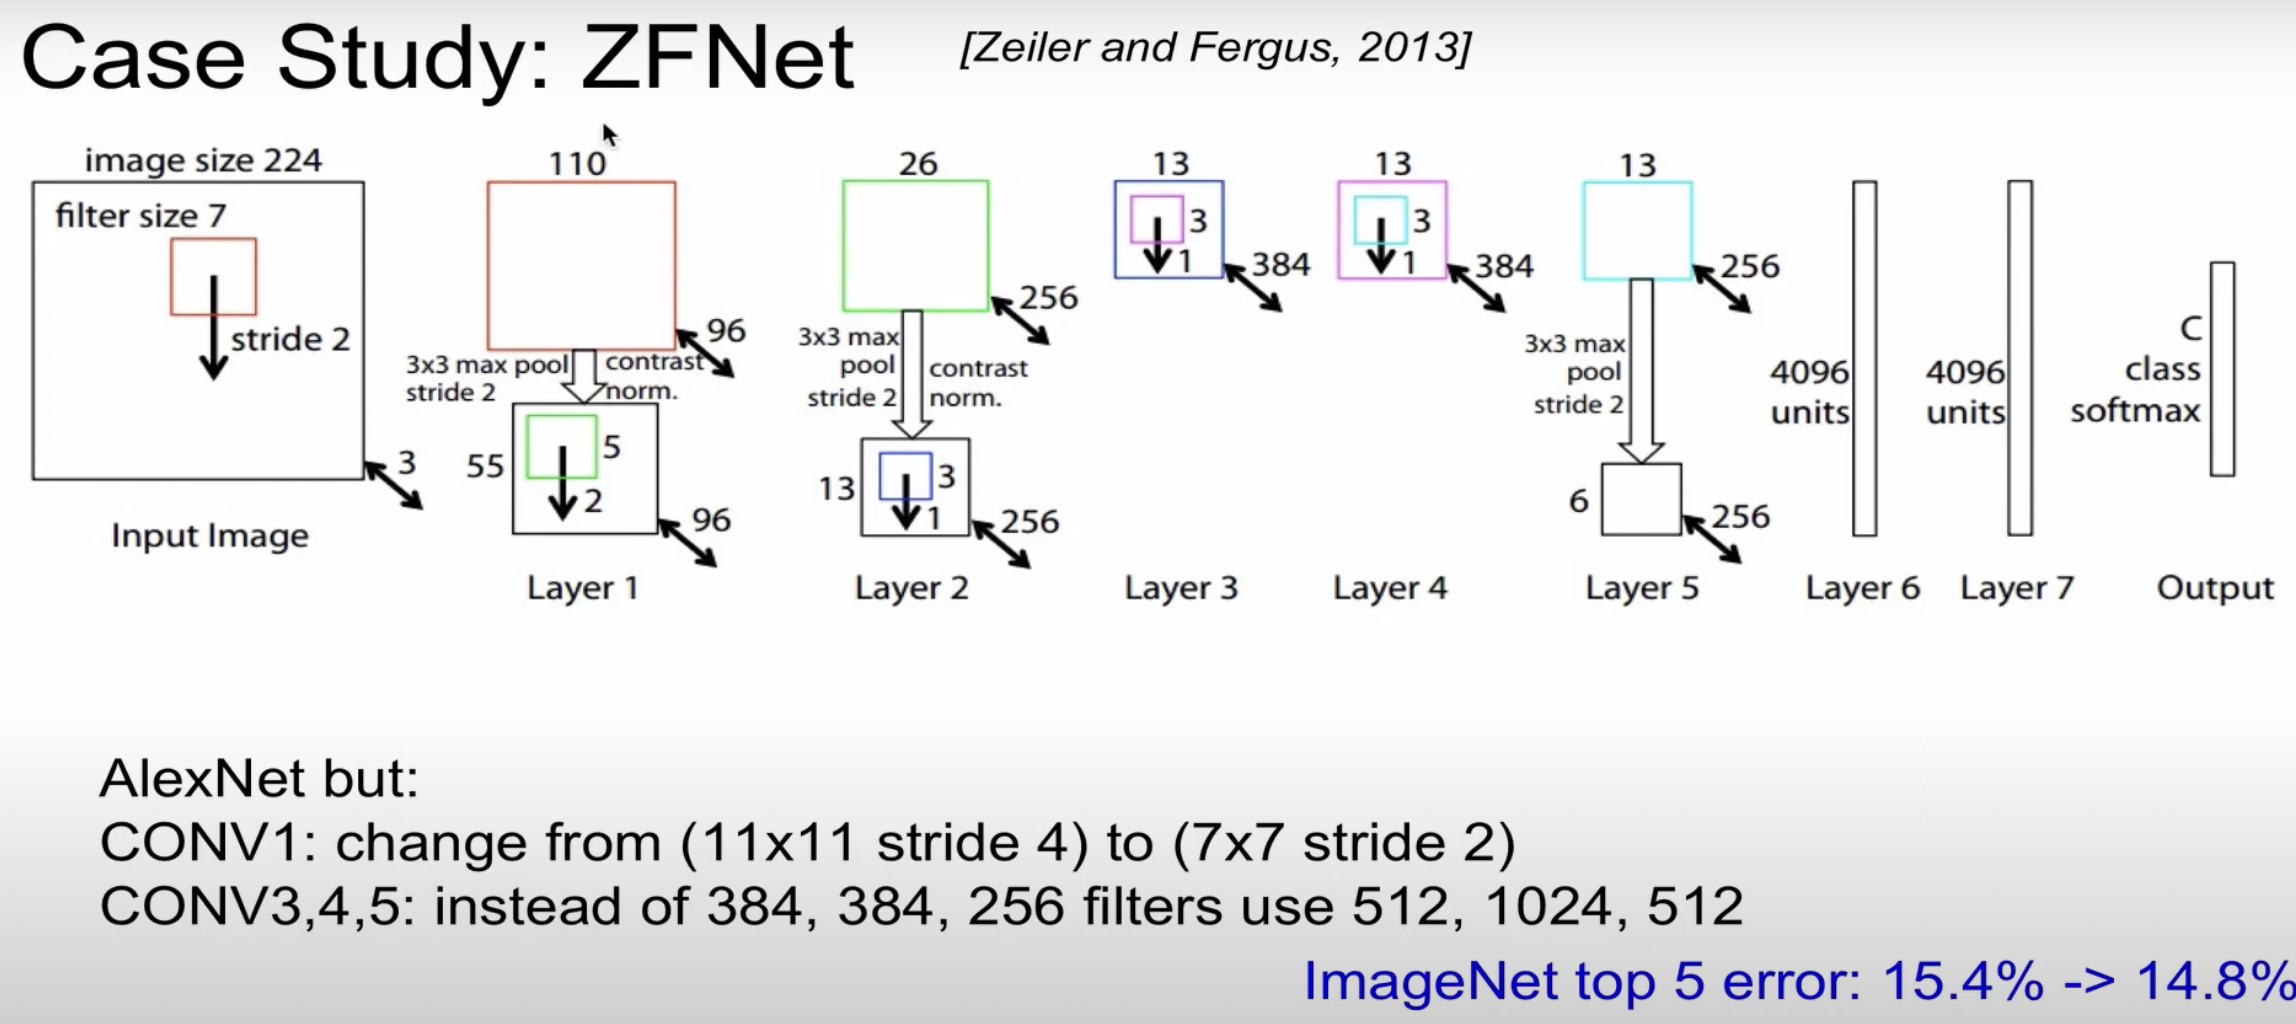 Case Study: ZFNet
[Zeiler and Fergus, 2013]
image size 224
filter size 7
stride 2
3
Input Image
110
96
3x3 max pool
stride 2
contrast
norm.
55
5
2
96
Layer 1
26
256
3x3 max
pool
stride 2
contrast
norm.
13
3
1
256
Layer 2
13
3
1
384
Layer 3
13
3
1
384
Layer 4
13
256
3x3 max
pool
stride 2
6
256
Layer 5
4096
units
Layer 6
4096
units
Layer 7
C
class
softmax
Output
AlexNet but:
CONV1: change from (11x11 stride 4) to (7x7 stride 2)
CONV3,4,5: instead of 384, 384, 256 filters use 512, 1024, 512
ImageNet top 5 error: 15.4% -> 14.8%